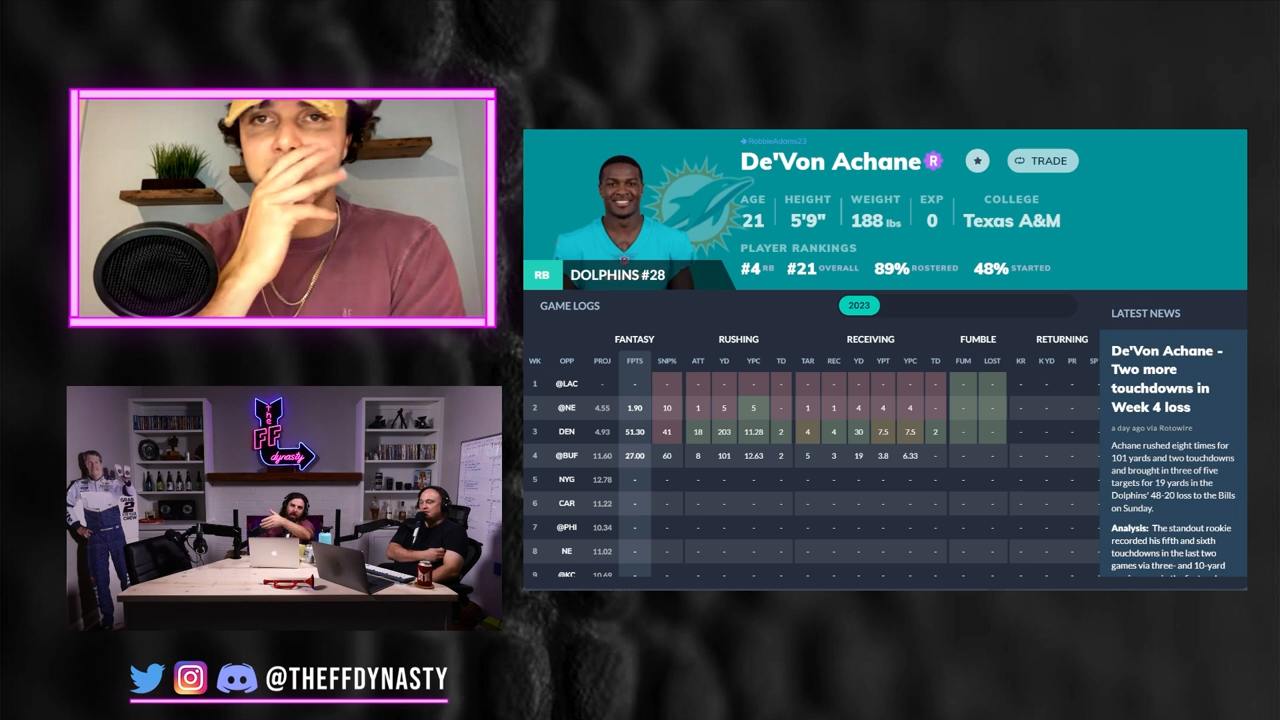 RobbieAdams23
De'Von Achane R
TRADE
AGE HEIGHT WEIGHT EXP COLLEGE
21 5'9" 188 lbs 0 Texas A&M
PLAYER RANKINGS
#4 RB #21 OVERALL 89% ROSTERED 48% STARTED
RB DOLPHINS #28
GAME LOGS 2023
FANTASY RUSHING RECEIVING FUMBLE RETURNING
WK OPP PROJ FPTS SNP% ATT YD YPC TD TAR REC YD YPT YPC TD FUM LOST KR KYD PR SP
1 @LAC - - - - - - - - - - - - - - - - - - -
2 @NE 4.55 1.90 10 1 5 5 - 1 1 4 4 4 - - - - - - -
3 DEN 4.93 51.30 41 18 203 11.28 2 4 4 30 7.5 7.5 2 - - - - - -
4 @BUF 11.60 27.00 60 8 101 12.63 2 5 3 19 3.8 6.33 - - - - - - -
5 NYG 12.78 - - - - - - - - - - - - - - - - - -
6 CAR 11.22 - - - - - - - - - - - - - - - - - -
7 @PHI 10.34 - - - - - - - - - - - - - - - - - -
8 NE 11.02 - - - - - - - - - - - - - - - - - -
9 @KC 10.69 - - - - - - - - - - - - - - - - - -
LATEST NEWS
De'Von Achane -
Two more
touchdowns in
Week 4 loss
a day ago via Rotowire
Achane rushed eight times for
101 yards and two touchdowns
and brought in three of five
targets for 19 yards in the
Dolphins' 48-20 loss to the Bills
on Sunday.
Analysis: The standout rookie
recorded his fifth and sixth
touchdowns in the last two
games via three- and 10-yard
The
FF
dynasty
@THEFFDYNASTY